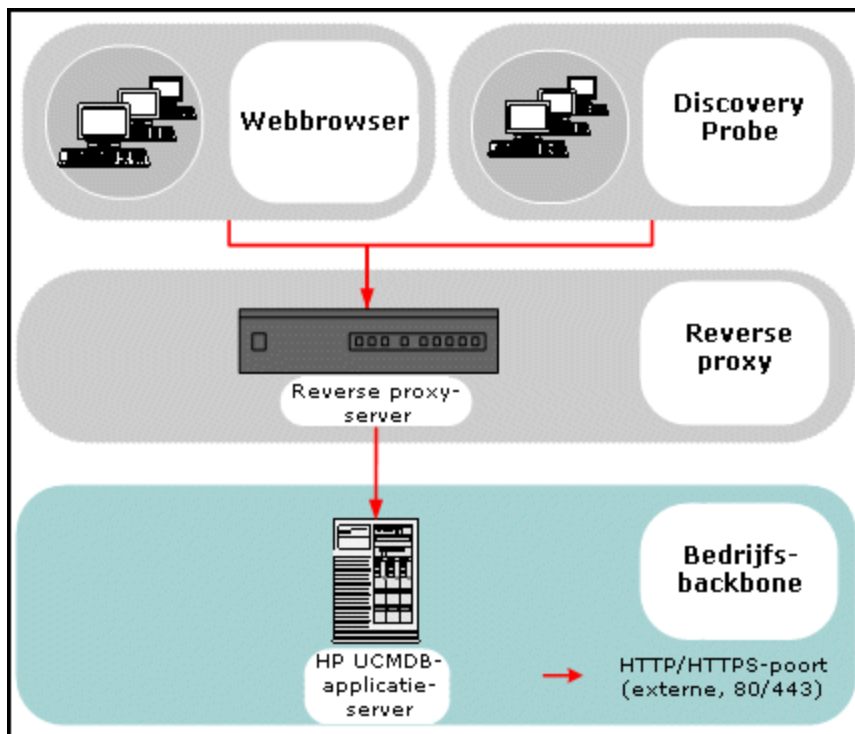 Webbrowser
Discovery
Probe
Reverse
proxy
Reverse proxy-
server
Bedrijfs-
backbone
HP UCMDB-
applicatie-
server
HTTP/HTTPS-poort
(externe, 80/443)